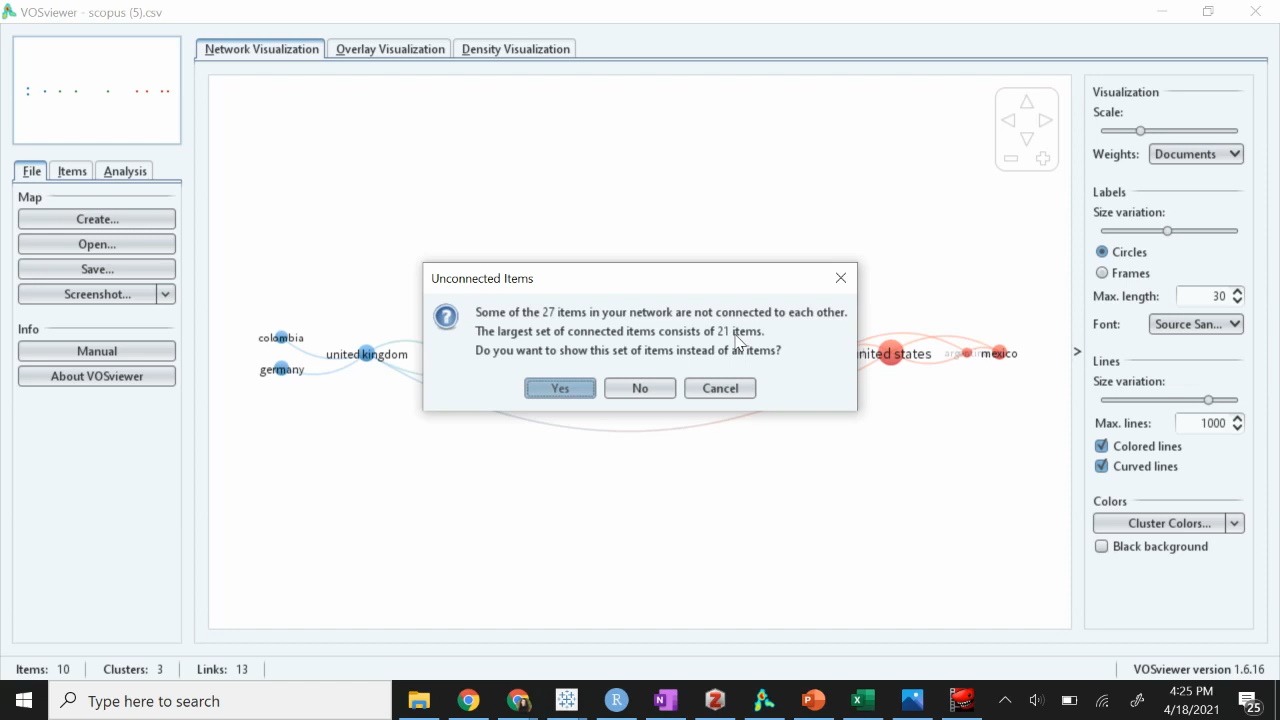 VOSviewer - scopus (5).csv
Network Visualization
Overlay Visualization
Density Visualization
File
Items
Analysis
Map
Create...
Open...
Save...
Screenshot...
Info
Manual
About VOSviewer
colombia
germany
united kingdom
Unconnected Items
Some of the 27 items in your network are not connected to each other.
The largest set of connected items consists of 21 items.
Do you want to show this set of items instead of all items?
Yes
No
Cancel
united states
argentina
mexico
Visualization
Scale:
Weights: Documents
Labels
Size variation:
Circles
Frames
Max. length: 30
Font: Source San...
Lines
Size variation:
Max. lines: 1000
Colored lines
Curved lines
Colors
Cluster Colors...
Black background
Items: 10
Clusters: 3
Links: 13
VOSviewer version 1.6.16
Type here to search
4:25 PM
4/18/2021
25